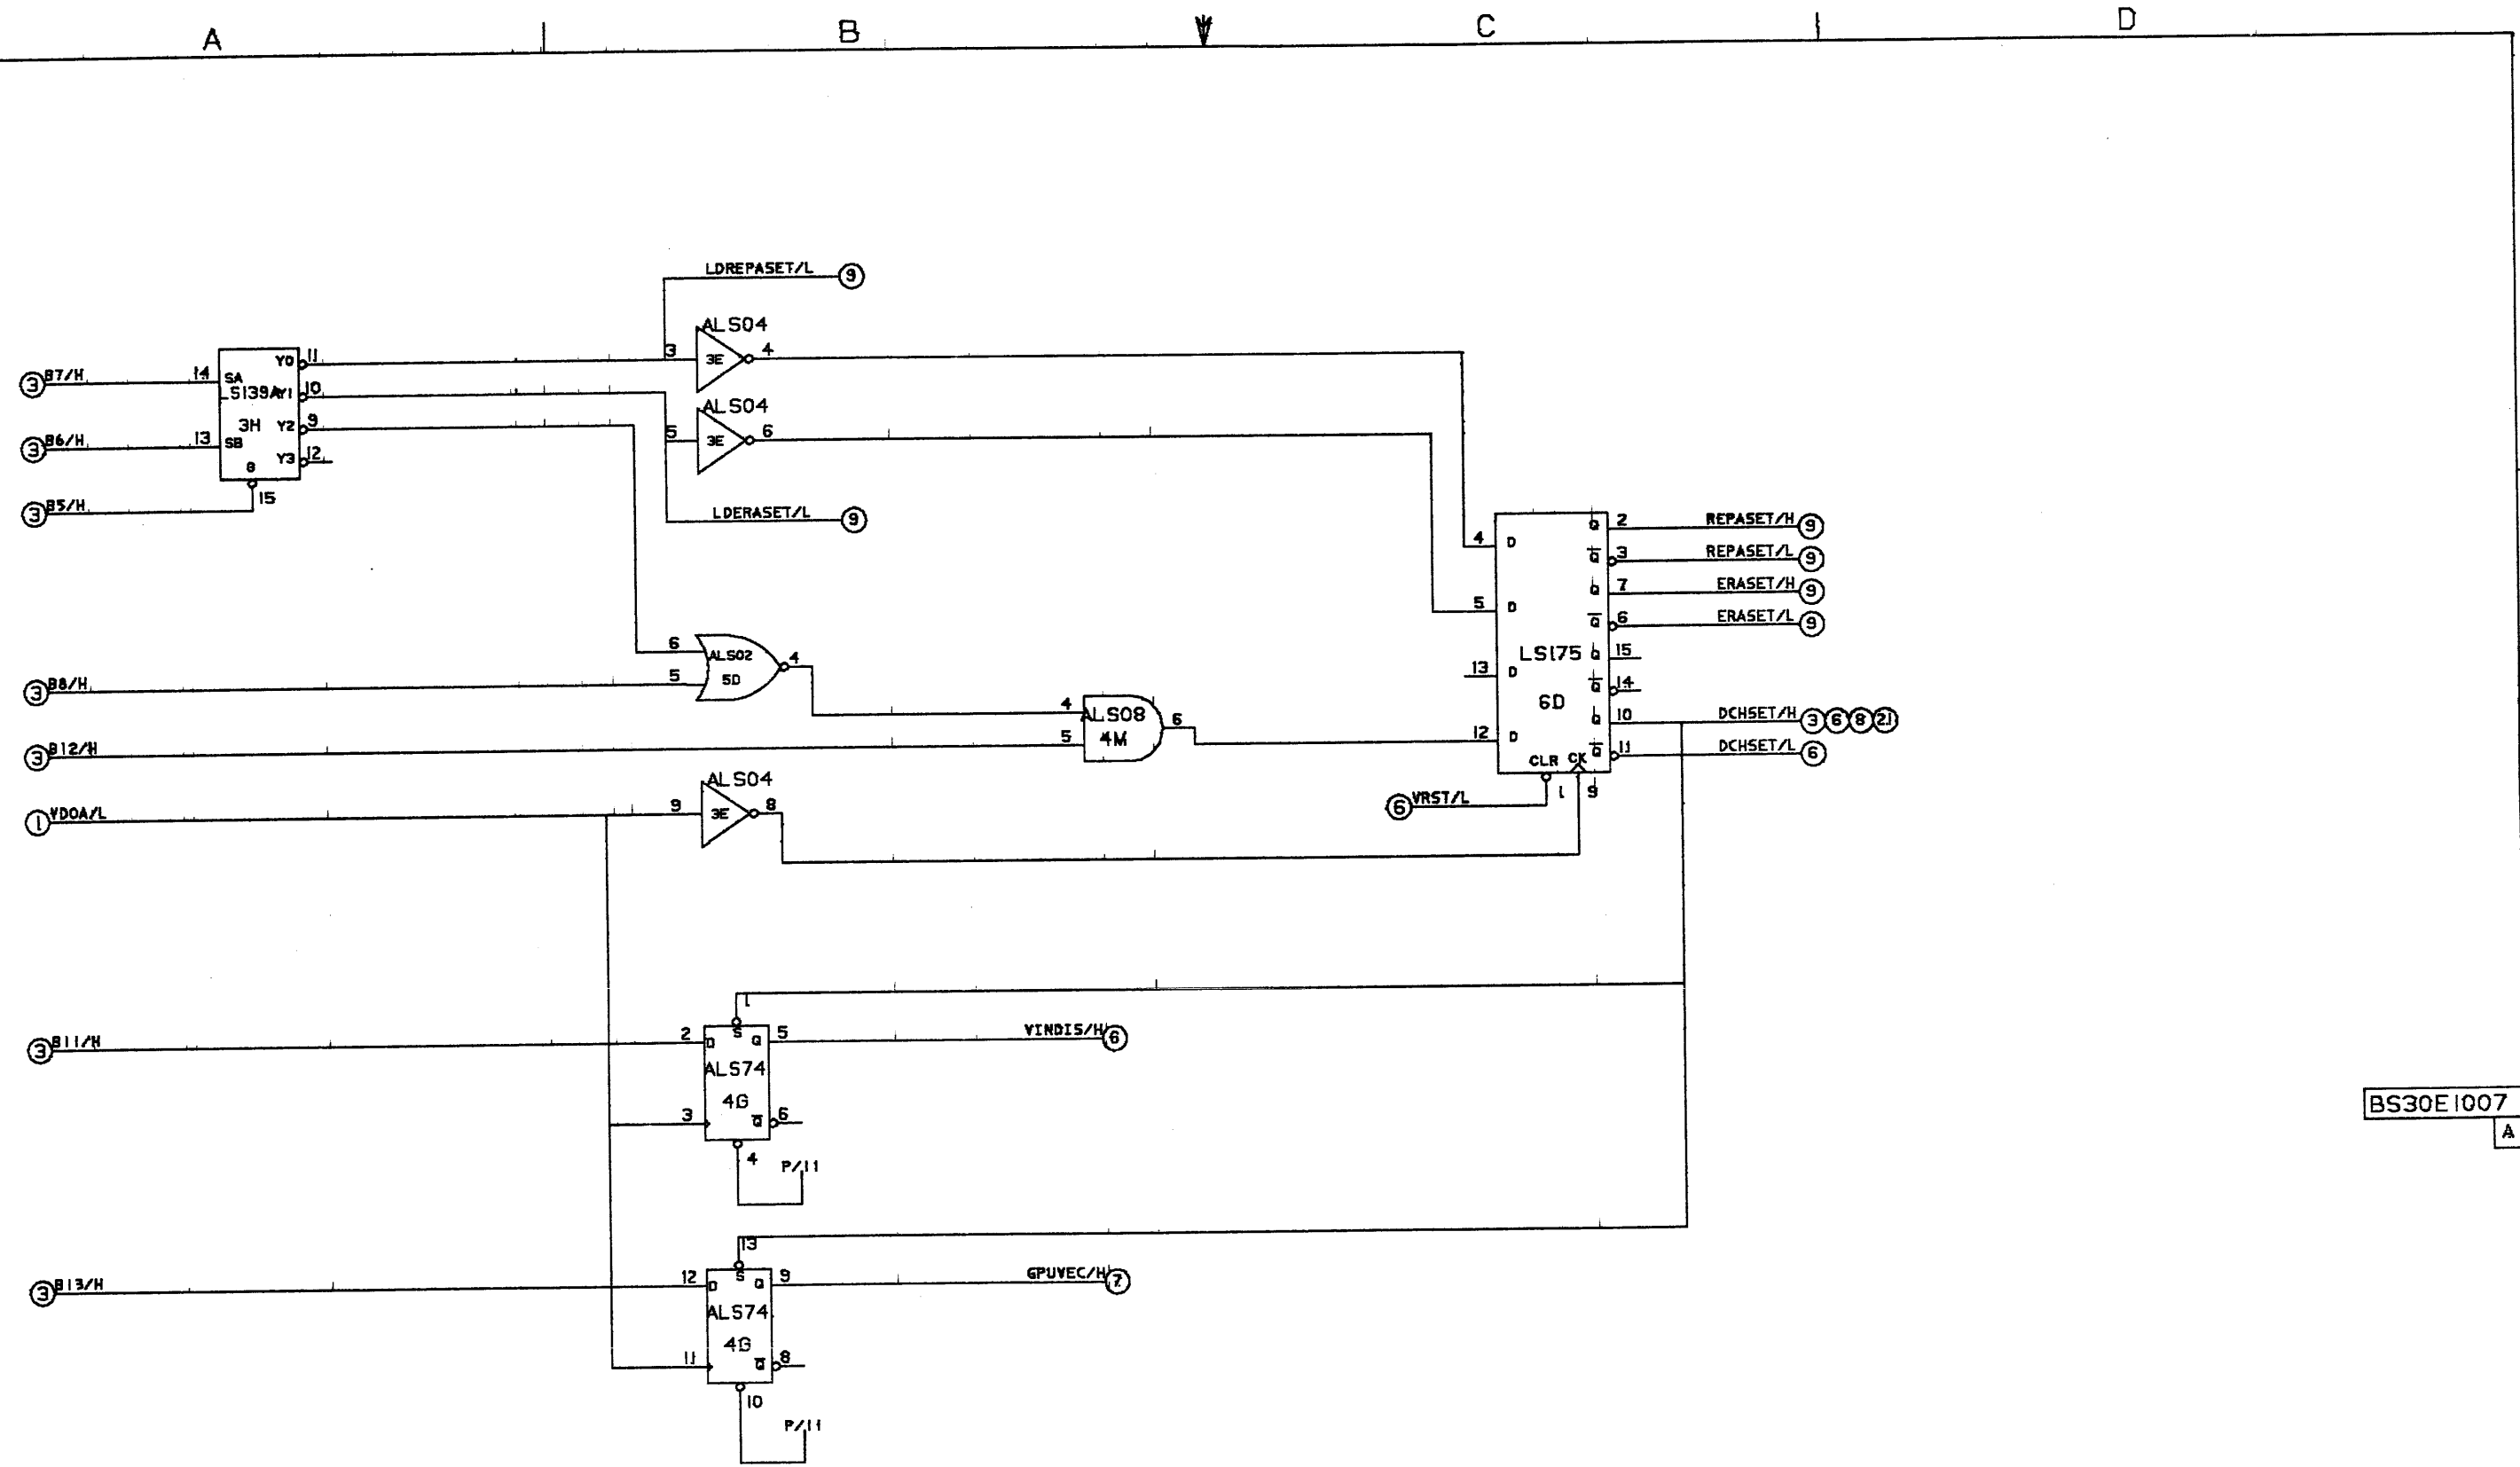 A B C D
LDREPASET/L 9
ALS04
3 3E 4
3 B7/H 14 SA Y0 11
LS139A Y1 10
ALS04
3H Y2 9
3 B6/H 13 SB
5 3E 6
Y3 12
G
15
3 B5/H
LDERASET/L 9
Q 2 REPASET/H 9
4 D
Q 3 REPASET/L 9
Q 7 ERASET/H 9
5 D
Q 6 ERASET/L 9
6 ALS02 4
LS175 Q 15
13 D
5 5D
3 B8/H
Q 14
6D
4 ALS08 6
Q 10 DCHSET/H 3 6 8 21
4M
12 D
3 B12/H 5
Q 11 DCHSET/L 6
CLR CK
ALS04
1 9
6 VRST/L
1 VDOA/L 9 3E 8
1
3 B11/H 2 D S Q 5 VINDIS/H 6
ALS74
4G
3 Q 6
BS30E1007
A
4 P/11
13
3 B13/H 12 D S Q 9 GPUVEC/H 7
ALS74
4G
11 Q 8
10
P/11